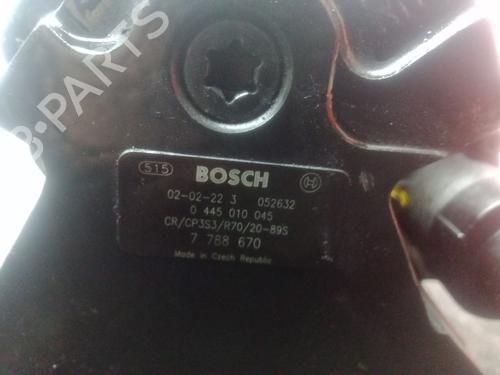 B-PARTS
515 BOSCH
02-02-22 3 052632
0 445 010 045
CR/CP3S3/R70/20-89S
7 788 670
Made in Czech Republic